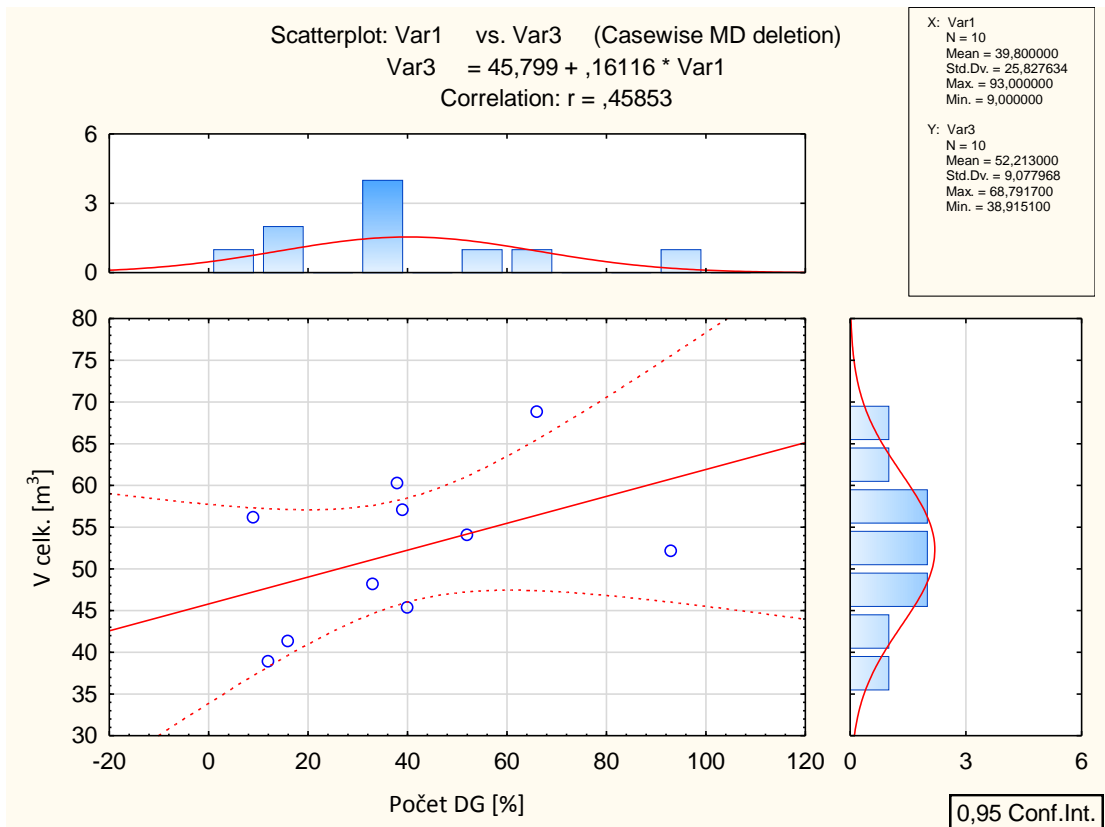 Scatterplot: Var1 vs. Var3 (Casewise MD deletion)
Var3 = 45,799 + ,16116 * Var1
Correlation: r = ,45853
X: Var1
N = 10
Mean = 39,800000
Std.Dv. = 25,827634
Max. = 93,000000
Min. = 9,000000
Y: Var3
N = 10
Mean = 52,213000
Std.Dv. = 9,077968
Max. = 68,791700
Min. = 38,915100
6
3
0
80
75
70
65
60
55
50
45
40
35
30
V celk. [m³]
-20 0 20 40 60 80 100 120
Počet DG [%]
0 3 6
0,95 Conf.Int.